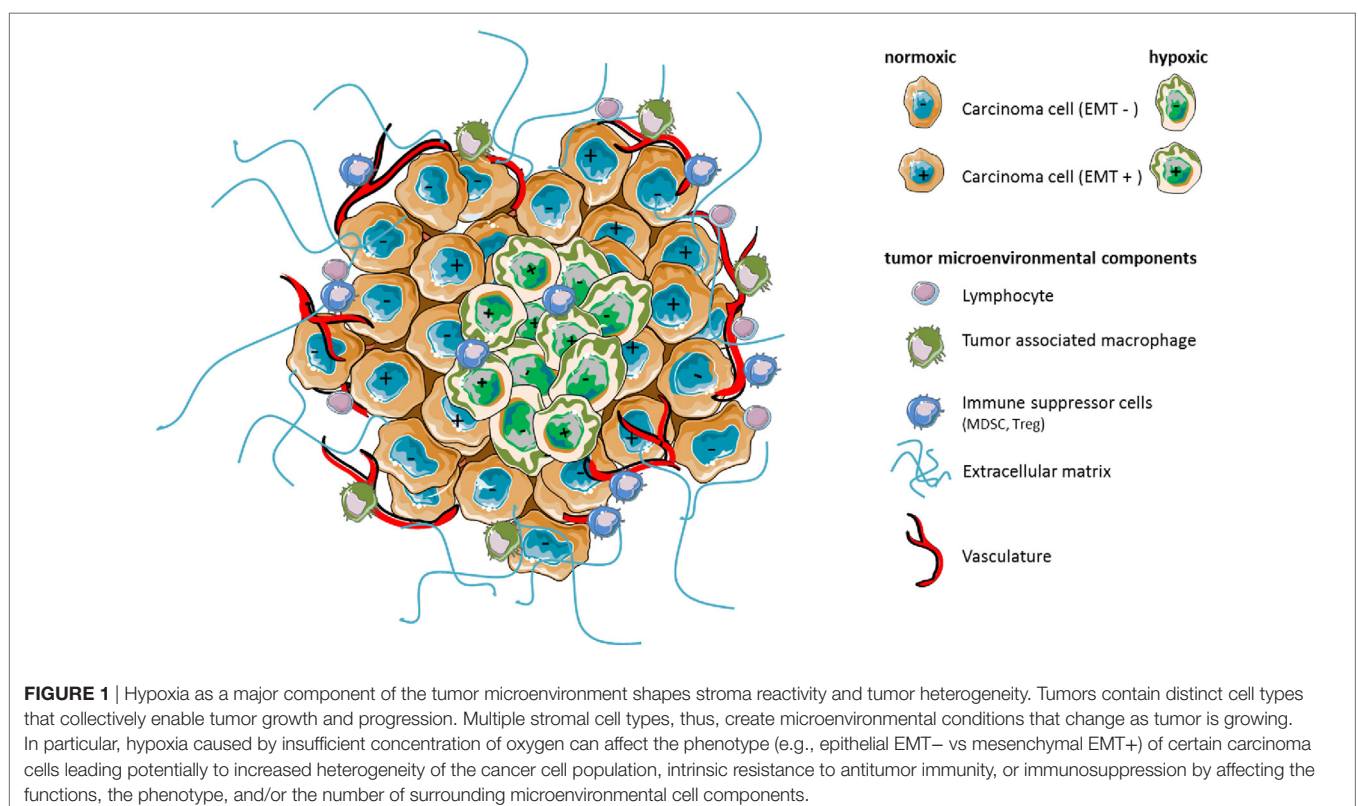 normoxic hypoxic
Carcinoma cell (EMT - )
Carcinoma cell (EMT + )
tumor microenvironmental components
Lymphocyte
Tumor associated macrophage
Immune suppressor cells
(MDSC, Treg)
Extracellular matrix
Vasculature
FIGURE 1 | Hypoxia as a major component of the tumor microenvironment shapes stroma reactivity and tumor heterogeneity. Tumors contain distinct cell types
that collectively enable tumor growth and progression. Multiple stromal cell types, thus, create microenvironmental conditions that change as tumor is growing.
In particular, hypoxia caused by insufficient concentration of oxygen can affect the phenotype (e.g., epithelial EMT− vs mesenchymal EMT+) of certain carcinoma
cells leading potentially to increased heterogeneity of the cancer cell population, intrinsic resistance to antitumor immunity, or immunosuppression by affecting the
functions, the phenotype, and/or the number of surrounding microenvironmental cell components.